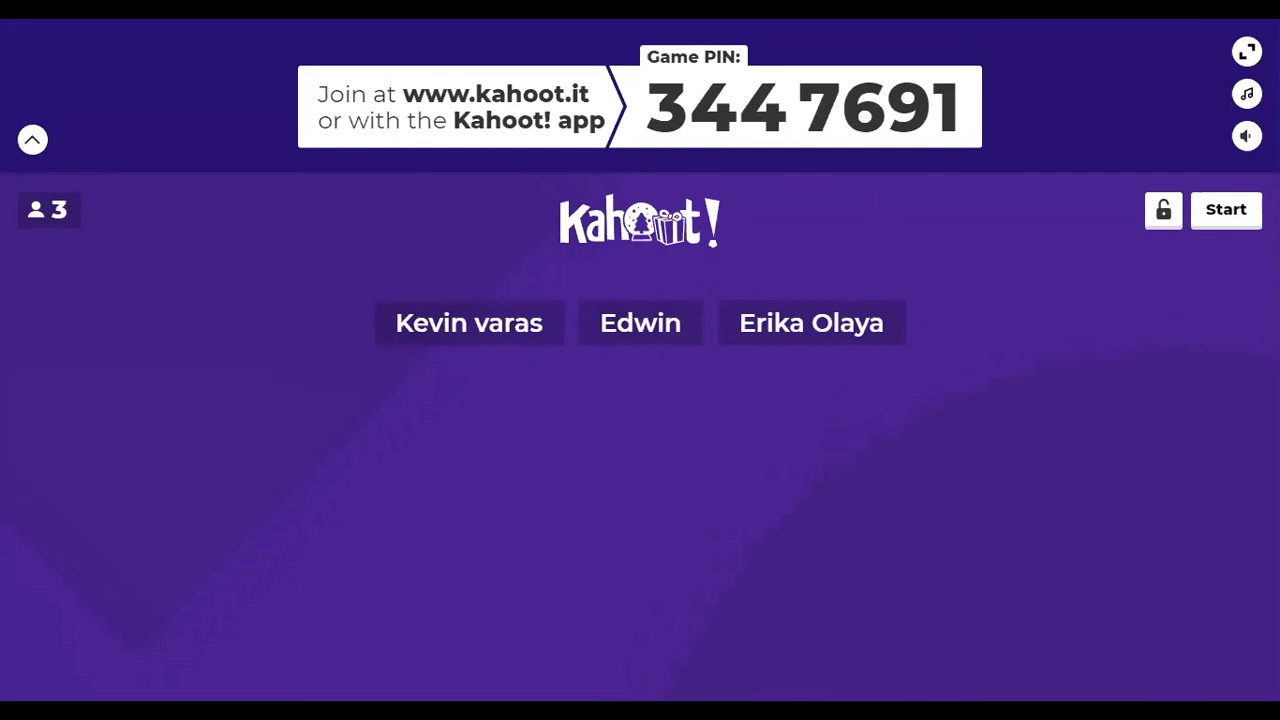 Game PIN:
Join at www.kahoot.it
or with the Kahoot! app
344 7691
3
Kahoot!
Start
Kevin varas
Edwin
Erika Olaya